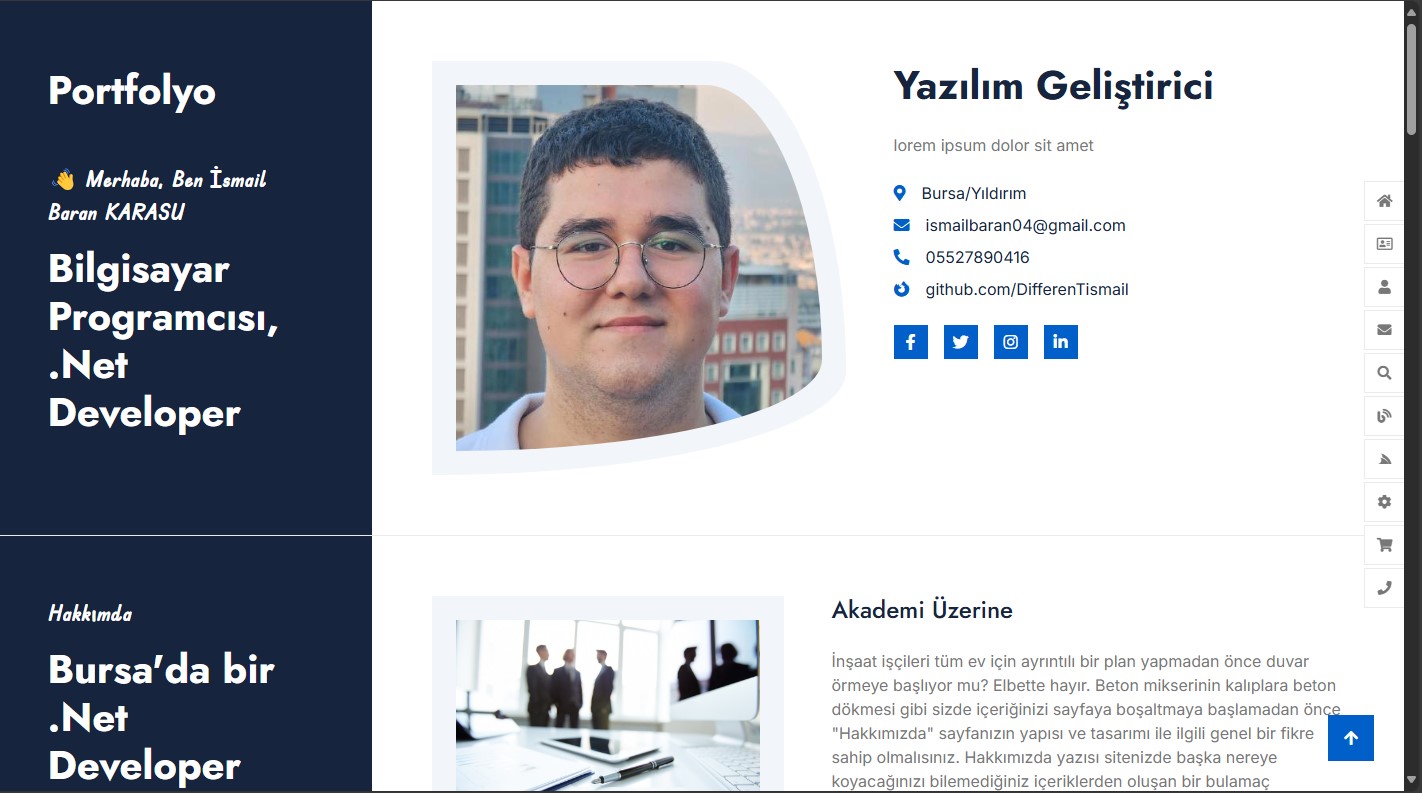 Portfolyo
👋 Merhaba, Ben İsmail
Baran KARASU
Bilgisayar
Programcısı,
.Net
Developer
Yazılım Geliştirici
lorem ipsum dolor sit amet
Bursa/Yıldırım
ismailbaran04@gmail.com
05527890416
github.com/DifferenTismail
Hakkımda
Bursa'da bir
.Net
Developer
Akademi Üzerine
İnşaat işçileri tüm ev için ayrıntılı bir plan yapmadan önce duvar
örmeye başlıyor mu? Elbette hayır. Beton mikserinin kalıplara beton
dökmesi gibi sizde içeriğinizi sayfaya boşaltmaya başlamadan önce
"Hakkımızda" sayfanızın yapısı ve tasarımı ile ilgili genel bir fikre
sahip olmalısınız. Hakkımızda yazısı sitenizde başka nereye
koyacağınızı bilemediğiniz içeriklerden oluşan bir bulamaç